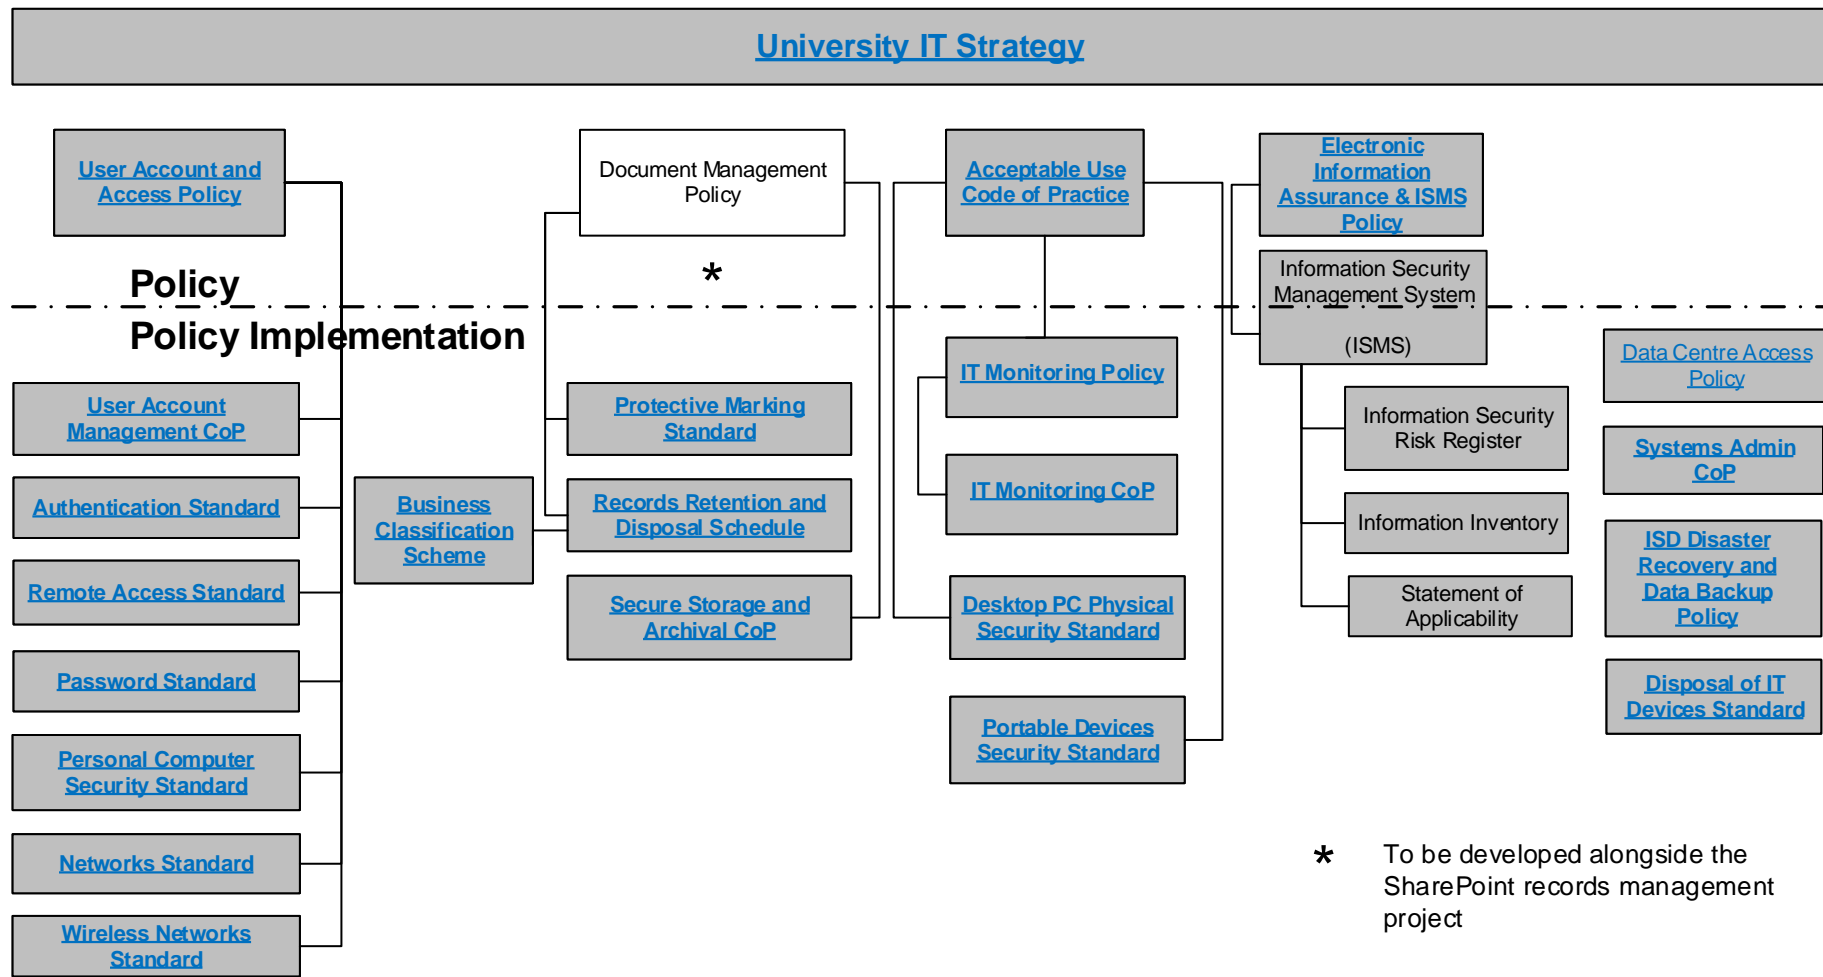 University IT Strategy
User Account and
Access Policy
Document Management
Policy
*
Acceptable Use
Code of Practice
Electronic
Information
Assurance & ISMS
Policy
Policy
Policy Implementation
Information Security
Management System
(ISMS)
User Account
Management CoP
Authentication Standard
Remote Access Standard
Password Standard
Personal Computer
Security Standard
Networks Standard
Wireless Networks
Standard
Business
Classification
Scheme
Protective Marking
Standard
Records Retention and
Disposal Schedule
Secure Storage and
Archival CoP
IT Monitoring Policy
IT Monitoring CoP
Desktop PC Physical
Security Standard
Portable Devices
Security Standard
Information Security
Risk Register
Information Inventory
Statement of
Applicability
Data Centre Access
Policy
Systems Admin
CoP
ISD Disaster
Recovery and
Data Backup
Policy
Disposal of IT
Devices Standard
* To be developed alongside the
SharePoint records management
project